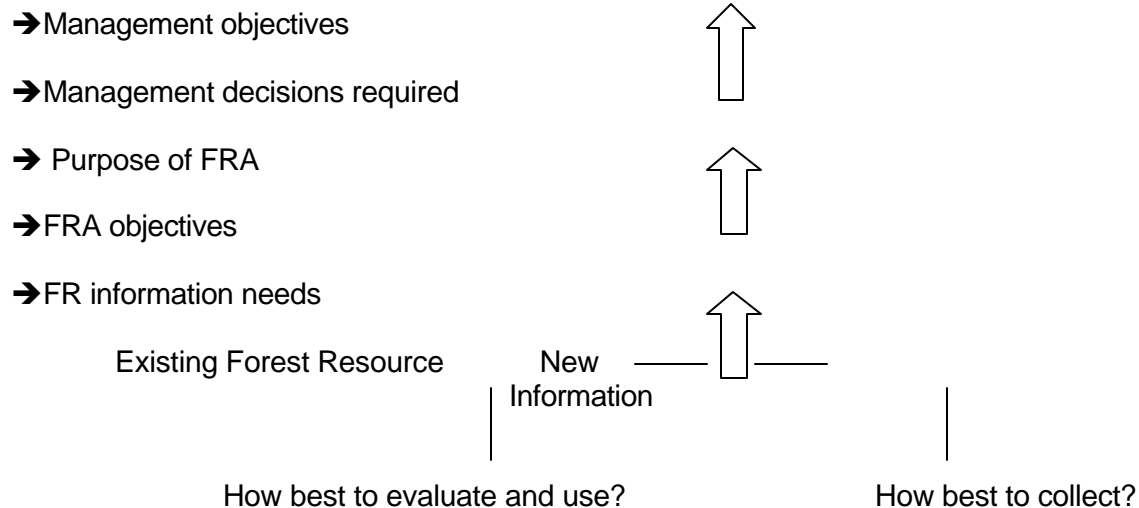 ➔Management objectives
➔Management decisions required
➔ Purpose of FRA
➔FRA objectives
➔FR information needs
Existing Forest Resource New
Information
How best to evaluate and use? How best to collect?